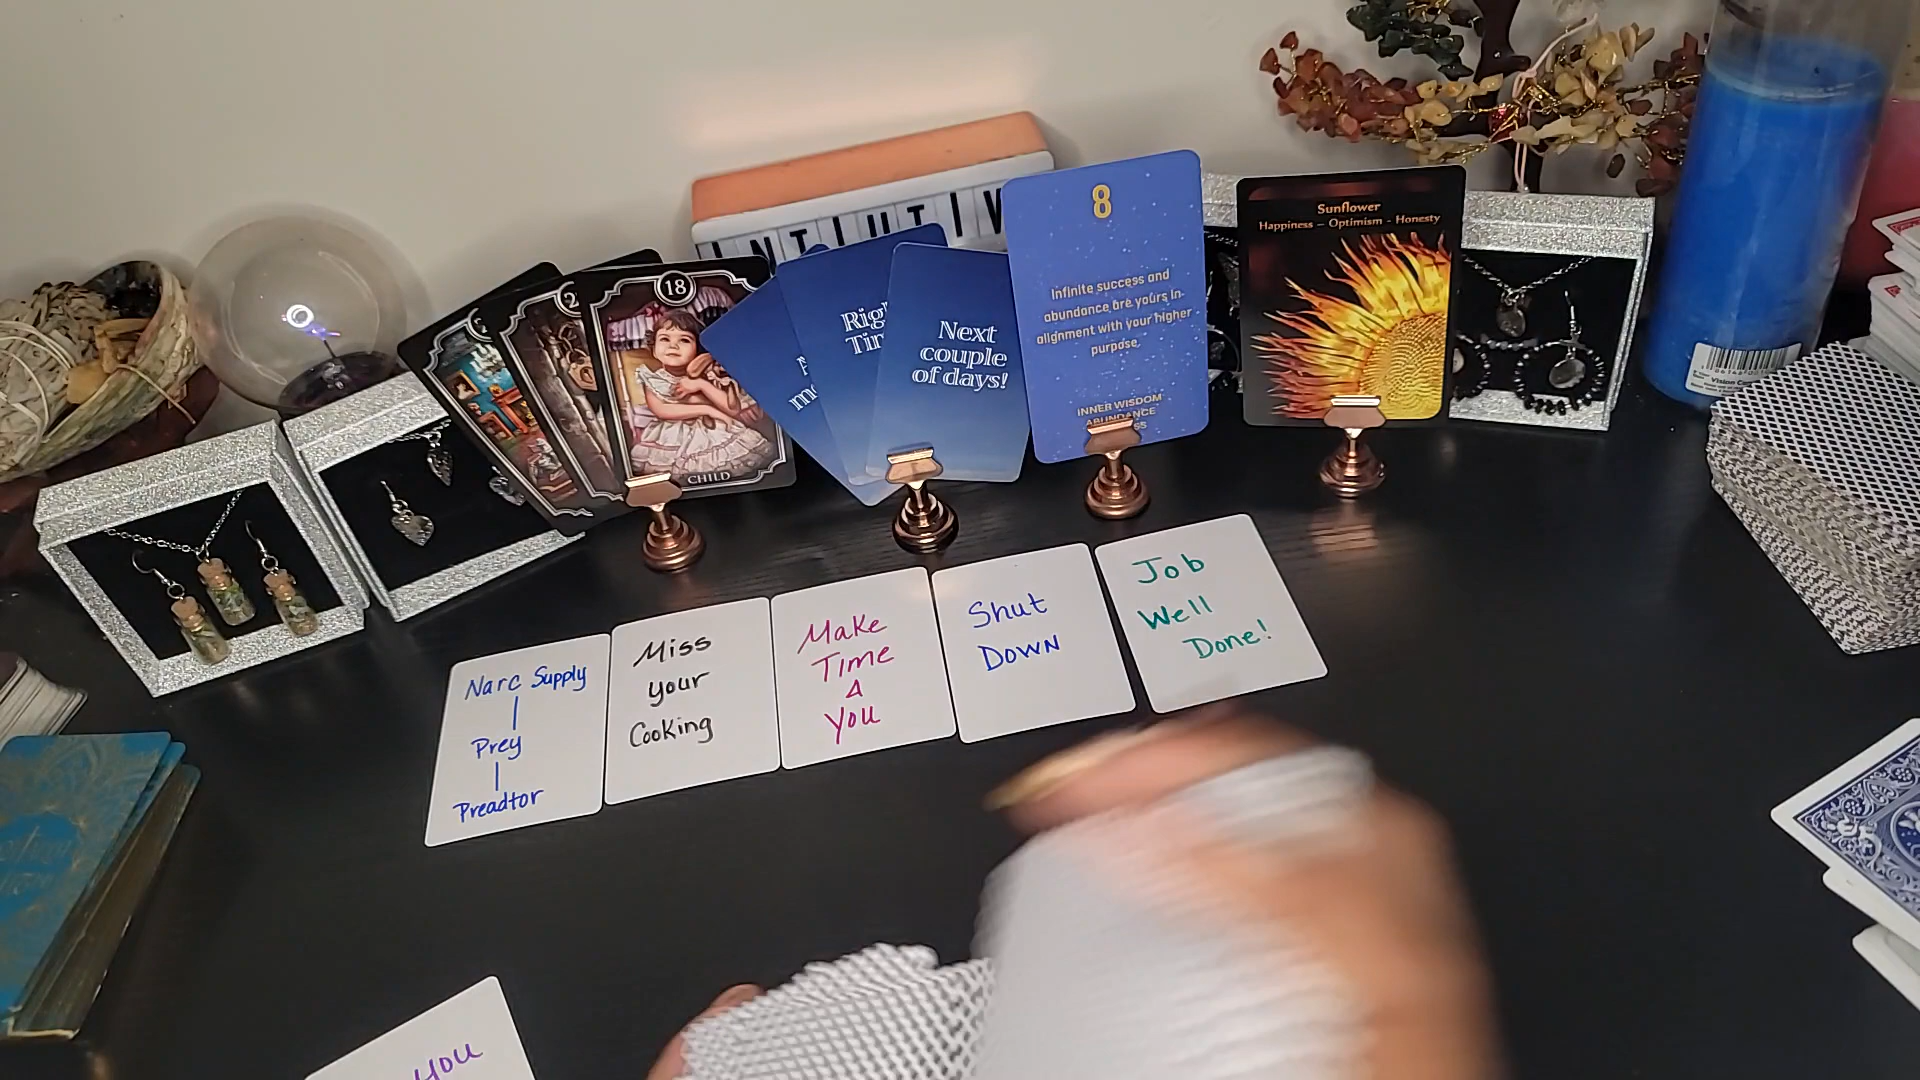 INTUITIV
18
CHILD
Next
couple
of days!
8
Infinite success and
abundance are yours in-
alignment with your higher
purpose.
INNER WISDOM
ABUNDANCE
Sunflower
Happiness – Optimism - Honesty
Narc Supply
Prey
Preadtor
Miss
your
Cooking
Make
Time
4
You
Shut
Down
Job
Well
Done!
You